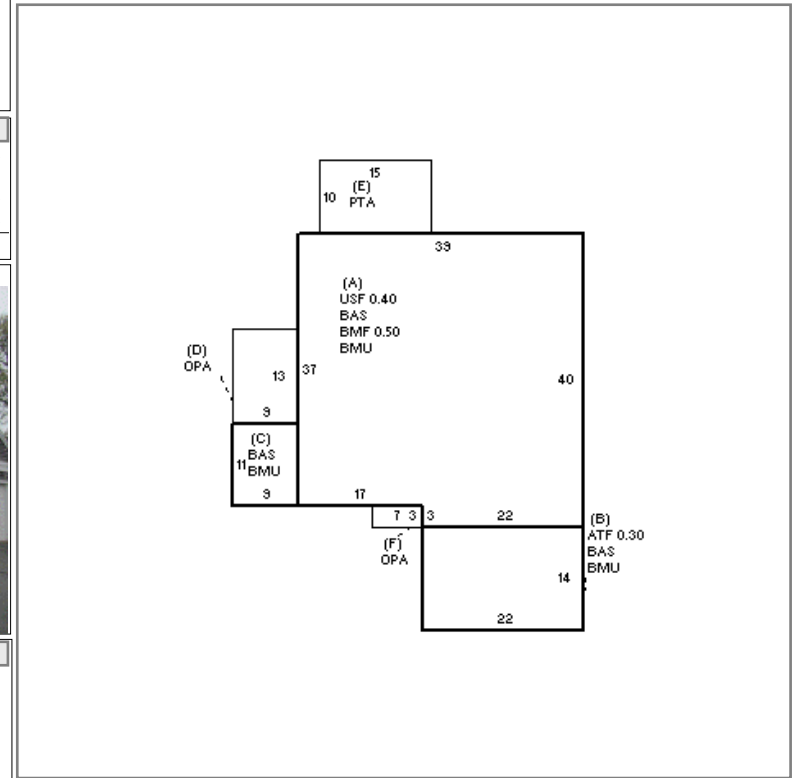 15
(E)
10
PTA
39
(A)
USF 0.40
BAS
BMF 0.50
BMU
(D)
OPA
13
37
40
9
(C)
BAS
11
BMU
9
17
7 3
3
22
(B)
ATF 0.30
BAS
BMU
(F)
OPA
14
22